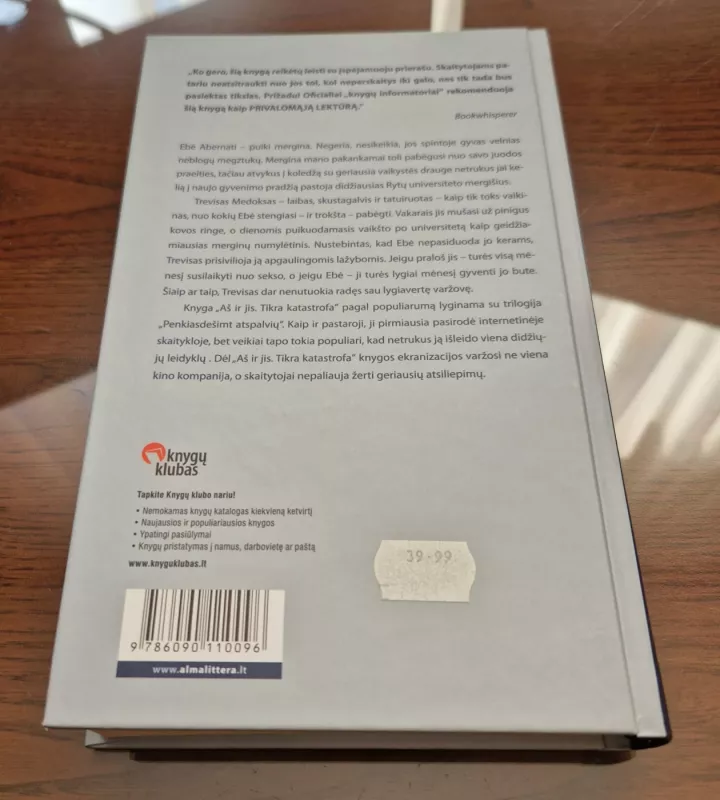 „Ko gero, šią knygą reikėtų leisti su įspėjamuoju prierašu. Skaitytojams pa-
tariu neatsitraukti nuo jos tol, kol neperskaitys iki galo, nes tik tada bus
pasiektas tikslas. Prižadu! Oficialiai „knygų informatoriai“ rekomenduoja
šią knygą kaip PRIVALOMĄJĄ LEKTŪRĄ.“
Bookwhisperer
Ebė Abernati – puiki mergina. Negeria, nesikeikia, jos spintoje gyvas velnias
neblogų megztukų. Mergina mano pakankamai toli pabėgusi nuo savo juodos
praeities, tačiau atvykus į koledžą su geriausia vaikystės drauge netrukus jai ke-
lią į naujo gyvenimo pradžią pastoja didžiausias Rytų universiteto mergišius.
Trevisas Medoksas – laibas, skustagalvis ir tatuiruotas – kaip tik toks vaiki-
nas, nuo kokių Ebė stengiasi – ir trokšta – pabėgti. Vakarais jis mušasi už pinigus
kovos ringe, o dienomis puikuodamasis vaikšto po universitetą kaip geidžia-
miausias merginų numylėtinis. Nustebintas, kad Ebė nepasiduoda jo kerams,
Trevisas prisivilioja ją apgaulingomis lažybomis. Jeigu praloš jis – turės visą mė-
nesį susilaikyti nuo sekso, o jeigu Ebė – ji turės lygiai mėnesį gyventi jo bute.
Šiaip ar taip, Trevisas dar nenutuokia radęs sau lygiavertę varžovę.
Knyga „Aš ir jis. Tikra katastrofa“ pagal populiarumą lyginama su trilogija
„Penkiasdešimt atspalvių“. Kaip ir pastaroji, ji pirmiausia pasirodė internetinėje
skaitykloje, bet veikiai tapo tokia populiari, kad netrukus ją išleido viena didžių-
jų leidyklų . Dėl „Aš ir jis. Tikra katastrofa“ knygos ekranizacijos varžosi ne viena
kino kompanija, o skaitytojai nepaliauja žerti geriausių atsiliepimų.
knygų
klubas
Tapkite Knygų klubo nariu!
• Nemokamas knygų katalogas kiekvieną ketvirtį
• Naujausios ir populiariausios knygos
• Ypatingi pasiūlymai
• Knygų pristatymas į namus, darbovietę ar paštą
www.knyguklubas.lt
39-99
9 786090 110096
www.almalittera.lt